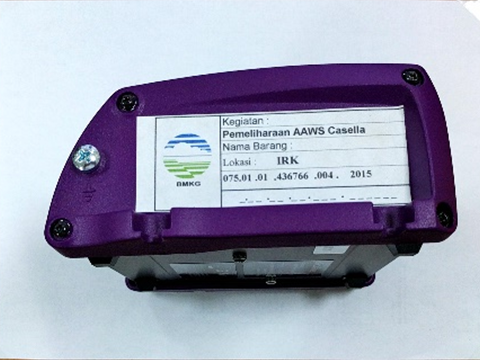 Kegiatan :
Pemeliharaan AAWS Casella
Nama Barang :
Lokasi : IRK
075.01 .01 .436766 .004 . 2015
BMKG